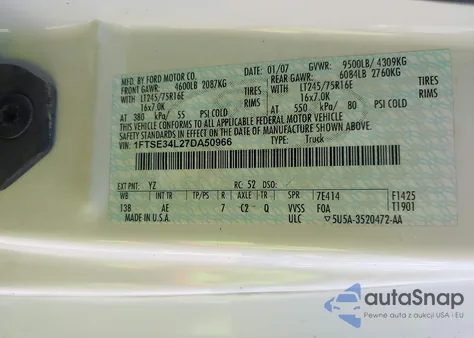 MFD. BY FORD MOTOR CO.
01/07 GVWR: 9500LB/ 4309KG
FRONT GAWR: 4600LB 2087KG REAR GAWR: 6084LB 2760KG
WITH LT245/75R16E TIRES WITH LT245/75R16E TIRES
16x7.0K RIMS 16x7.0K RIMS
AT 380 kPa/ 55 PSI COLD AT 550 kPa/ 80 PSI COLD
THIS VEHICLE CONFORMS TO ALL APPLICABLE FEDERAL MOTOR VEHICLE
SAFETY STANDARDS IN EFFECT ON THE DATE OF MANUFACTURE SHOWN ABOVE.
VIN: 1FTSE34L27DA50966 TYPE: Truck
EXT PNT: YZ RC: 52 DSO:
WB INT TR TP/PS R AXLE TR SPR 7E414 F1425
138 AE 7 C2 Q VVSS FOA T1901
MADE IN U.S.A. ULC 5U5A-3520472-AA
autoSnap
Pewne auta z aukcji USA i EU